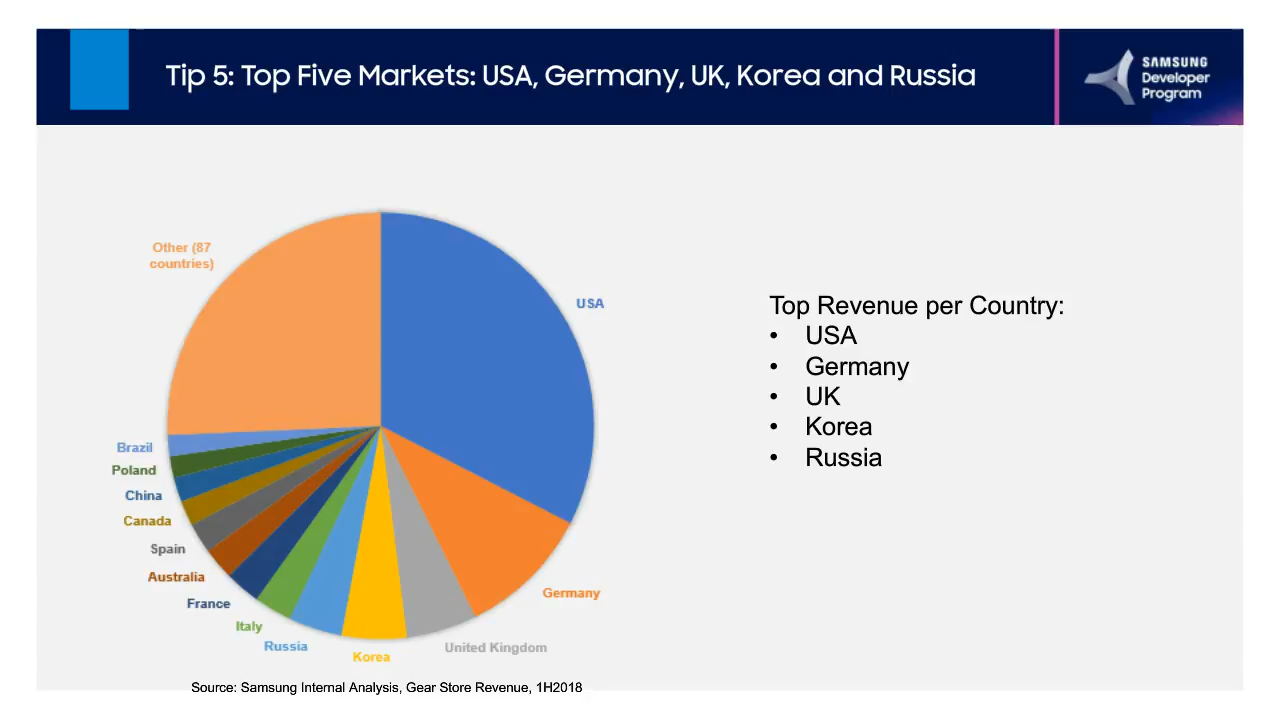 Tip 5: Top Five Markets: USA, Germany, UK, Korea and Russia
SAMSUNG
Developer
Program
Other (87
countries)
USA
Brazil
Poland
China
Canada
Spain
Australia
France
Italy
Russia
Korea
United Kingdom
Germany
Top Revenue per Country:
• USA
• Germany
• UK
• Korea
• Russia
Source: Samsung Internal Analysis, Gear Store Revenue, 1H2018